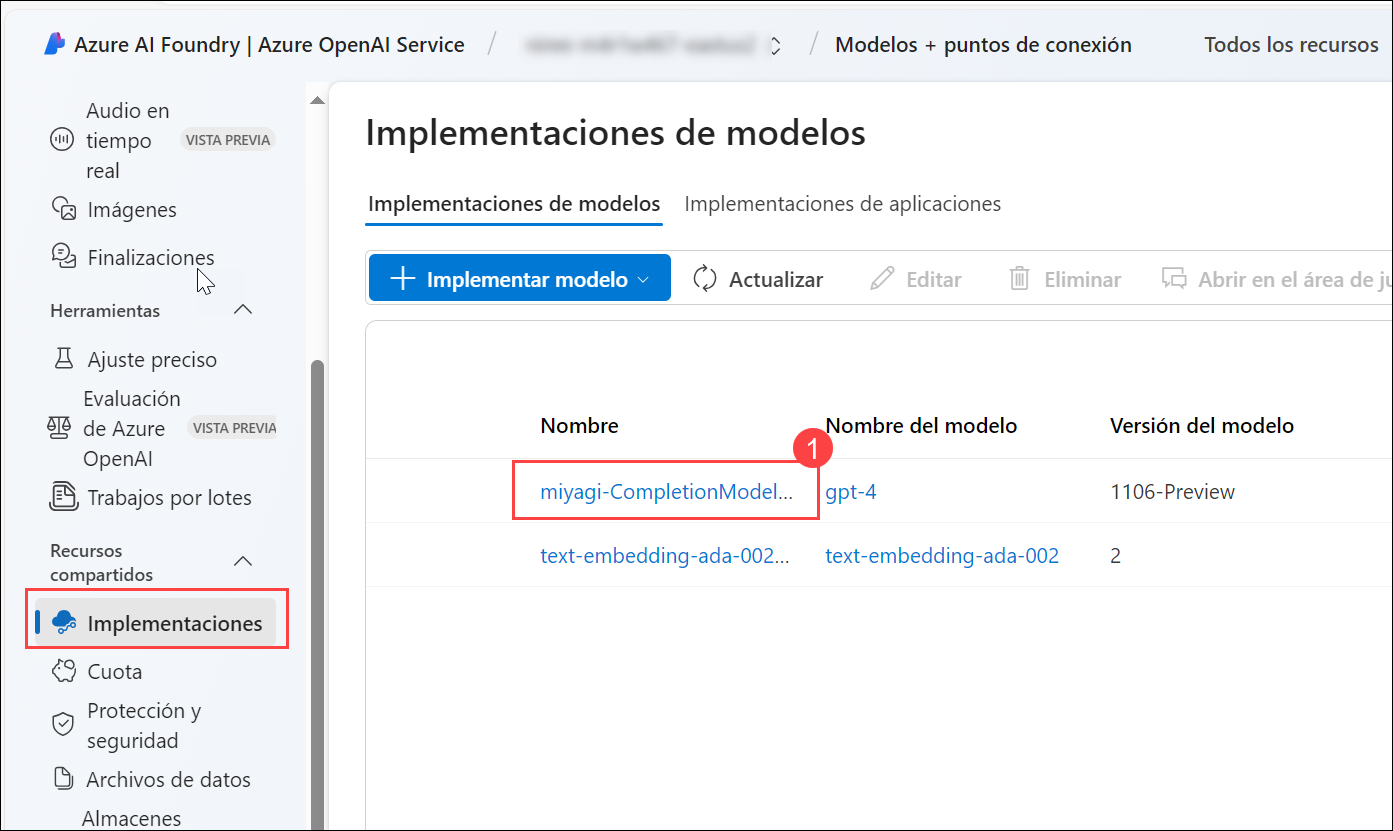 Azure AI Foundry | Azure OpenAI Service / / Modelos + puntos de conexión Todos los recursos
Audio en
tiempo
real
VISTA PREVIA
Imágenes
Finalizaciones
Herramientas
Ajuste preciso
Evaluación
de Azure
OpenAI
VISTA PREVIA
Trabajos por lotes
Recursos
compartidos
Implementaciones
Cuota
Protección y
seguridad
Archivos de datos
Almacenes
Implementaciones de modelos
Implementaciones de modelos Implementaciones de aplicaciones
Implementar modelo Actualizar Editar Eliminar Abrir en el área de ju
Nombre Nombre del modelo Versión del modelo
1
miyagi-CompletionModel... gpt-4 1106-Preview
text-embedding-ada-002... text-embedding-ada-002 2